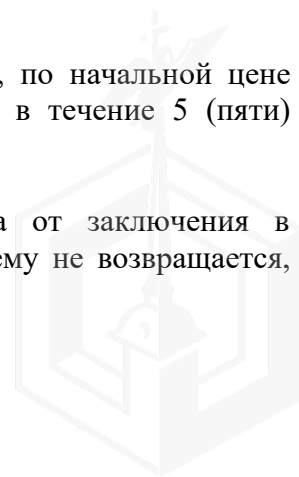 , по начальной цене
в течение 5 (пяти)
от заключения в
ему не возвращается,